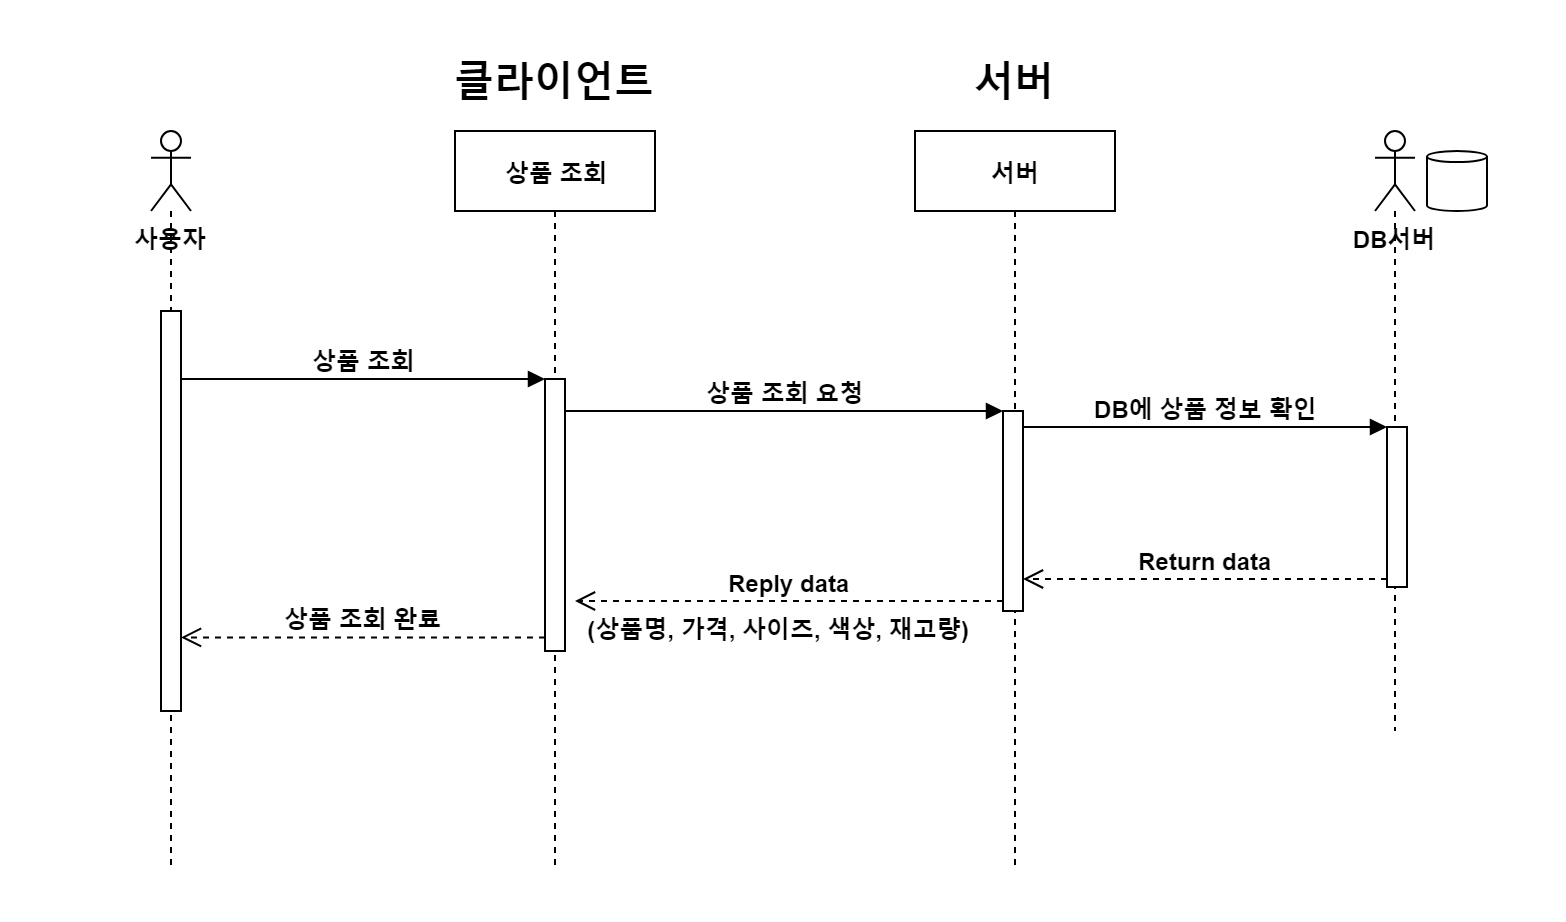 클라이언트
서버
상품 조회
서버
사용자
DB서버
상품 조회
상품 조회 요청
DB에 상품 정보 확인
Return data
Reply data
(상품명, 가격, 사이즈, 색상, 재고량)
상품 조회 완료